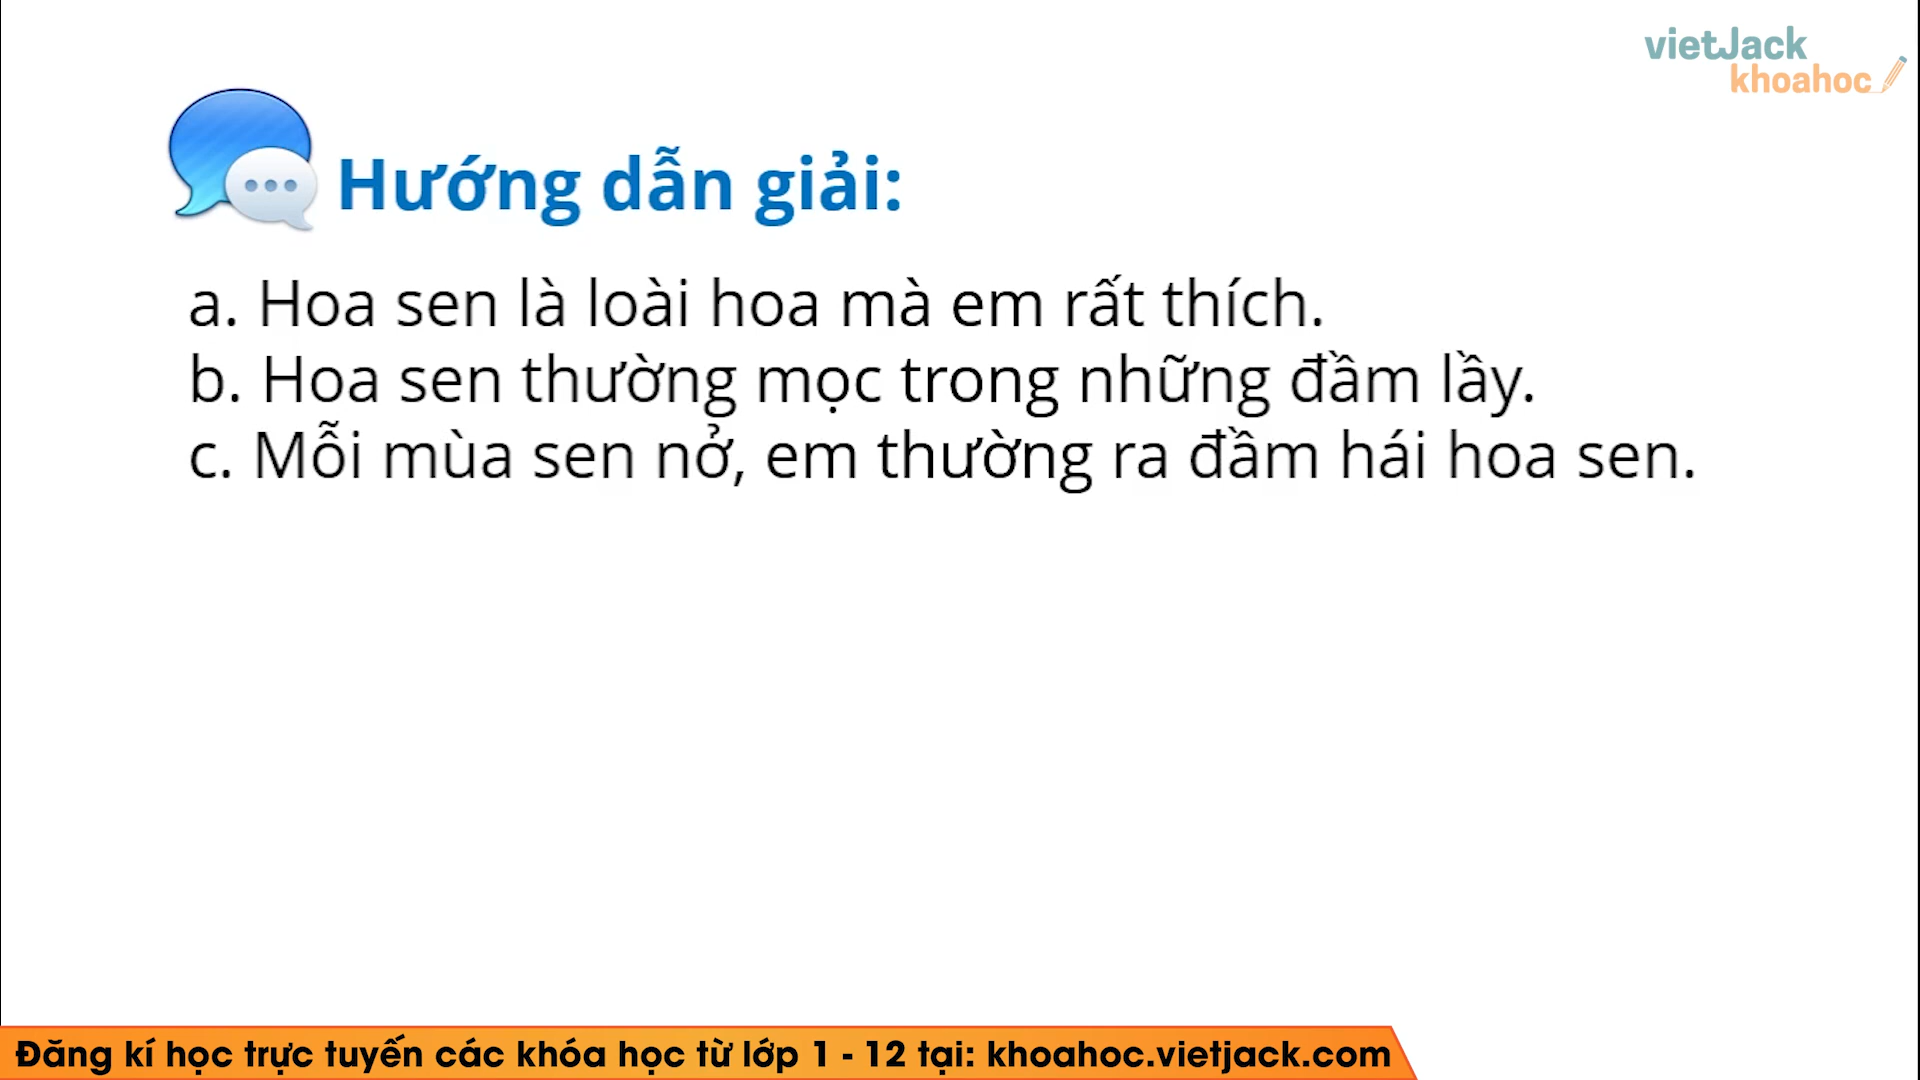 vietJack
khoahoc
Hướng dẫn giải:
a. Hoa sen là loài hoa mà em rất thích.
b. Hoa sen thường mọc trong những đầm lầy.
c. Mỗi mùa sen nở, em thường ra đầm hái hoa sen.
Đăng kí học trực tuyến các khóa học từ lớp 1 - 12 tại: khoahoc.vietjack.com